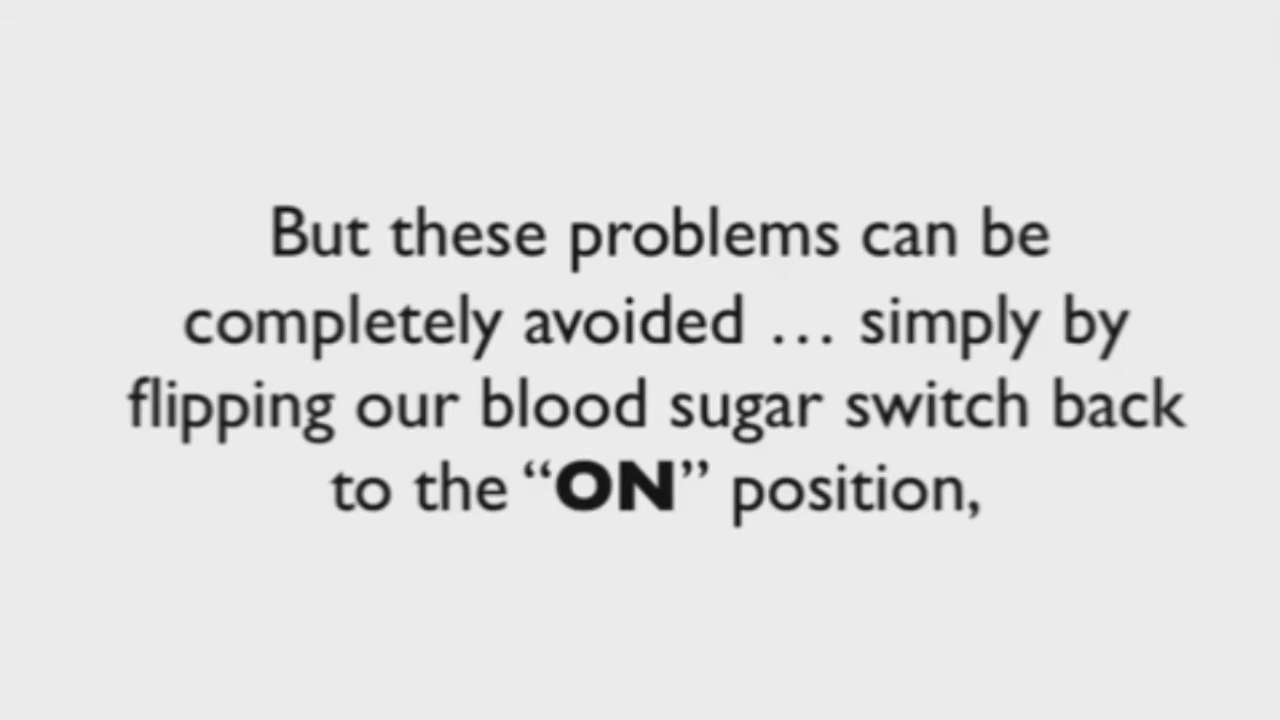 But these problems can be
completely avoided … simply by
flipping our blood sugar switch back
to the “ON” position,